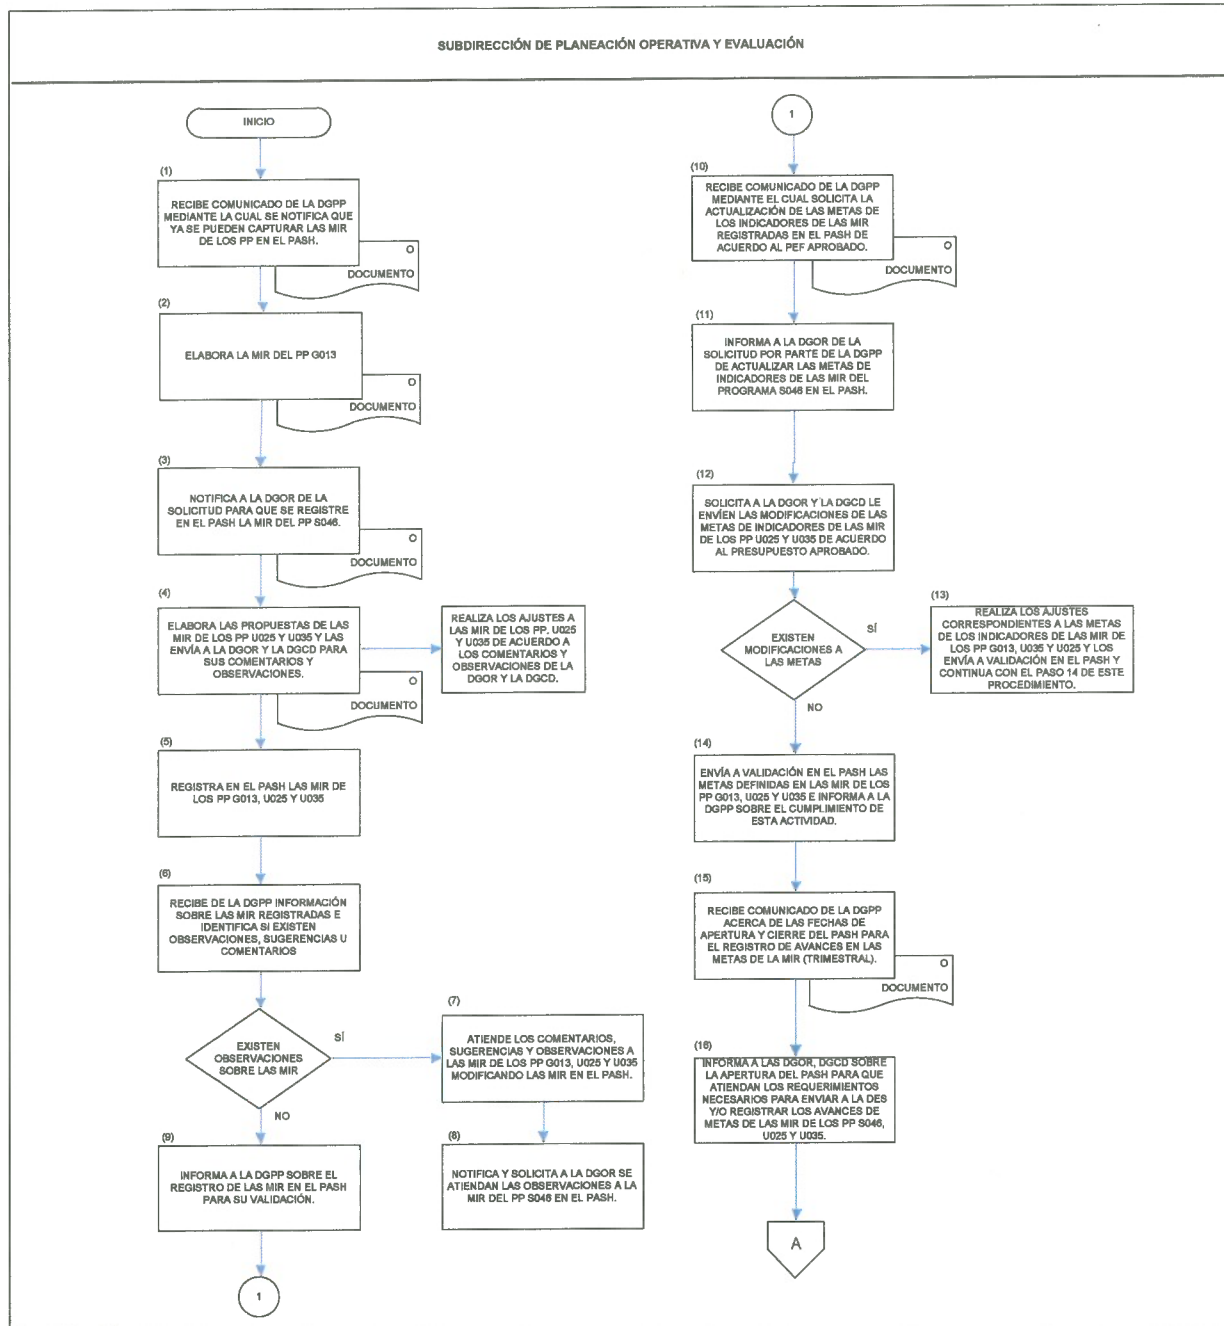 SUBDIRECCIÓN DE PLANEACIÓN OPERATIVA Y EVALUACIÓN
INICIO
(1)
RECIBE COMUNICADO DE LA DGPP
MEDIANTE LA CUAL SE NOTIFICA QUE
YA SE PUEDEN CAPTURAR LAS MIR
DE LOS PP EN EL PASH.
O
DOCUMENTO
(2)
ELABORA LA MIR DEL PP G013
O
DOCUMENTO
(3)
NOTIFICA A LA DGOR DE LA
SOLICITUD PARA QUE SE REGISTRE
EN EL PASH LA MIR DEL PP S046.
O
DOCUMENTO
(4)
ELABORA LAS PROPUESTAS DE LAS
MIR DE LOS PP U025 Y U035 Y LAS
ENVÍA A LA DGOR Y LA DGCD PARA
SUS COMENTARIOS Y
OBSERVACIONES.
O
DOCUMENTO
REALIZA LOS AJUSTES A
LAS MIR DE LOS PP. U025
Y U035 DE ACUERDO A
LOS COMENTARIOS Y
OBSERVACIONES DE LA
DGOR Y LA DGCD.
(5)
REGISTRA EN EL PASH LAS MIR DE
LOS PP G013, U025 Y U035
(6)
RECIBE DE LA DGPP INFORMACIÓN
SOBRE LAS MIR REGISTRADAS E
IDENTIFICA SI EXISTEN
OBSERVACIONES, SUGERENCIAS U
COMENTARIOS
EXISTEN
OBSERVACIONES
SOBRE LAS MIR
SÍ
NO
(7)
ATIENDE LOS COMENTARIOS,
SUGERENCIAS Y OBSERVACIONES A
LAS MIR DE LOS PP G013, U025 Y U035
MODIFICANDO LAS MIR EN EL PASH.
(8)
NOTIFICA Y SOLICITA A LA DGOR SE
ATIENDAN LAS OBSERVACIONES A LA
MIR DEL PP S046 EN EL PASH.
(9)
INFORMA A LA DGPP SOBRE EL
REGISTRO DE LAS MIR EN EL PASH
PARA SU VALIDACIÓN.
1
1
(10)
RECIBE COMUNICADO DE LA DGPP
MEDIANTE EL CUAL SOLICITA LA
ACTUALIZACIÓN DE LAS METAS DE
LOS INDICADORES DE LAS MIR
REGISTRADAS EN EL PASH DE
ACUERDO AL PEF APROBADO.
O
DOCUMENTO
(11)
INFORMA A LA DGOR DE LA
SOLICITUD POR PARTE DE LA DGPP
DE ACTUALIZAR LAS METAS DE
INDICADORES DE LAS MIR DEL
PROGRAMA S046 EN EL PASH.
(12)
SOLICITA A LA DGOR Y LA DGCD LE
ENVÍEN LAS MODIFICACIONES DE LAS
METAS DE INDICADORES DE LAS MIR
DE LOS PP U025 Y U035 DE ACUERDO
AL PRESUPUESTO APROBADO.
EXISTEN
MODIFICACIONES A
LAS METAS
SÍ
NO
(13)
REALIZA LOS AJUSTES
CORRESPONDIENTES A LAS METAS
DE LOS INDICADORES DE LAS MIR DE
LOS PP G013, U035 Y U025 Y LOS
ENVÍA A VALIDACIÓN EN EL PASH Y
CONTINUA CON EL PASO 14 DE ESTE
PROCEDIMIENTO.
(14)
ENVÍA A VALIDACIÓN EN EL PASH LAS
METAS DEFINIDAS EN LAS MIR DE LOS
PP G013, U025 Y U035 E INFORMA A LA
DGPP SOBRE EL CUMPLIMIENTO DE
ESTA ACTIVIDAD.
(15)
RECIBE COMUNICADO DE LA DGPP
ACERCA DE LAS FECHAS DE
APERTURA Y CIERRE DEL PASH PARA
EL REGISTRO DE AVANCES EN LAS
METAS DE LA MIR (TRIMESTRAL).
O
DOCUMENTO
(16)
INFORMA A LAS DGOR, DGCD SOBRE
LA APERTURA DEL PASH PARA QUE
ATIENDAN LOS REQUERIMIENTOS
NECESARIOS PARA ENVIAR A LA DES
Y/O REGISTRAR LOS AVANCES DE
METAS DE LAS MIR DE LOS PP S046,
U025 Y U035.
A